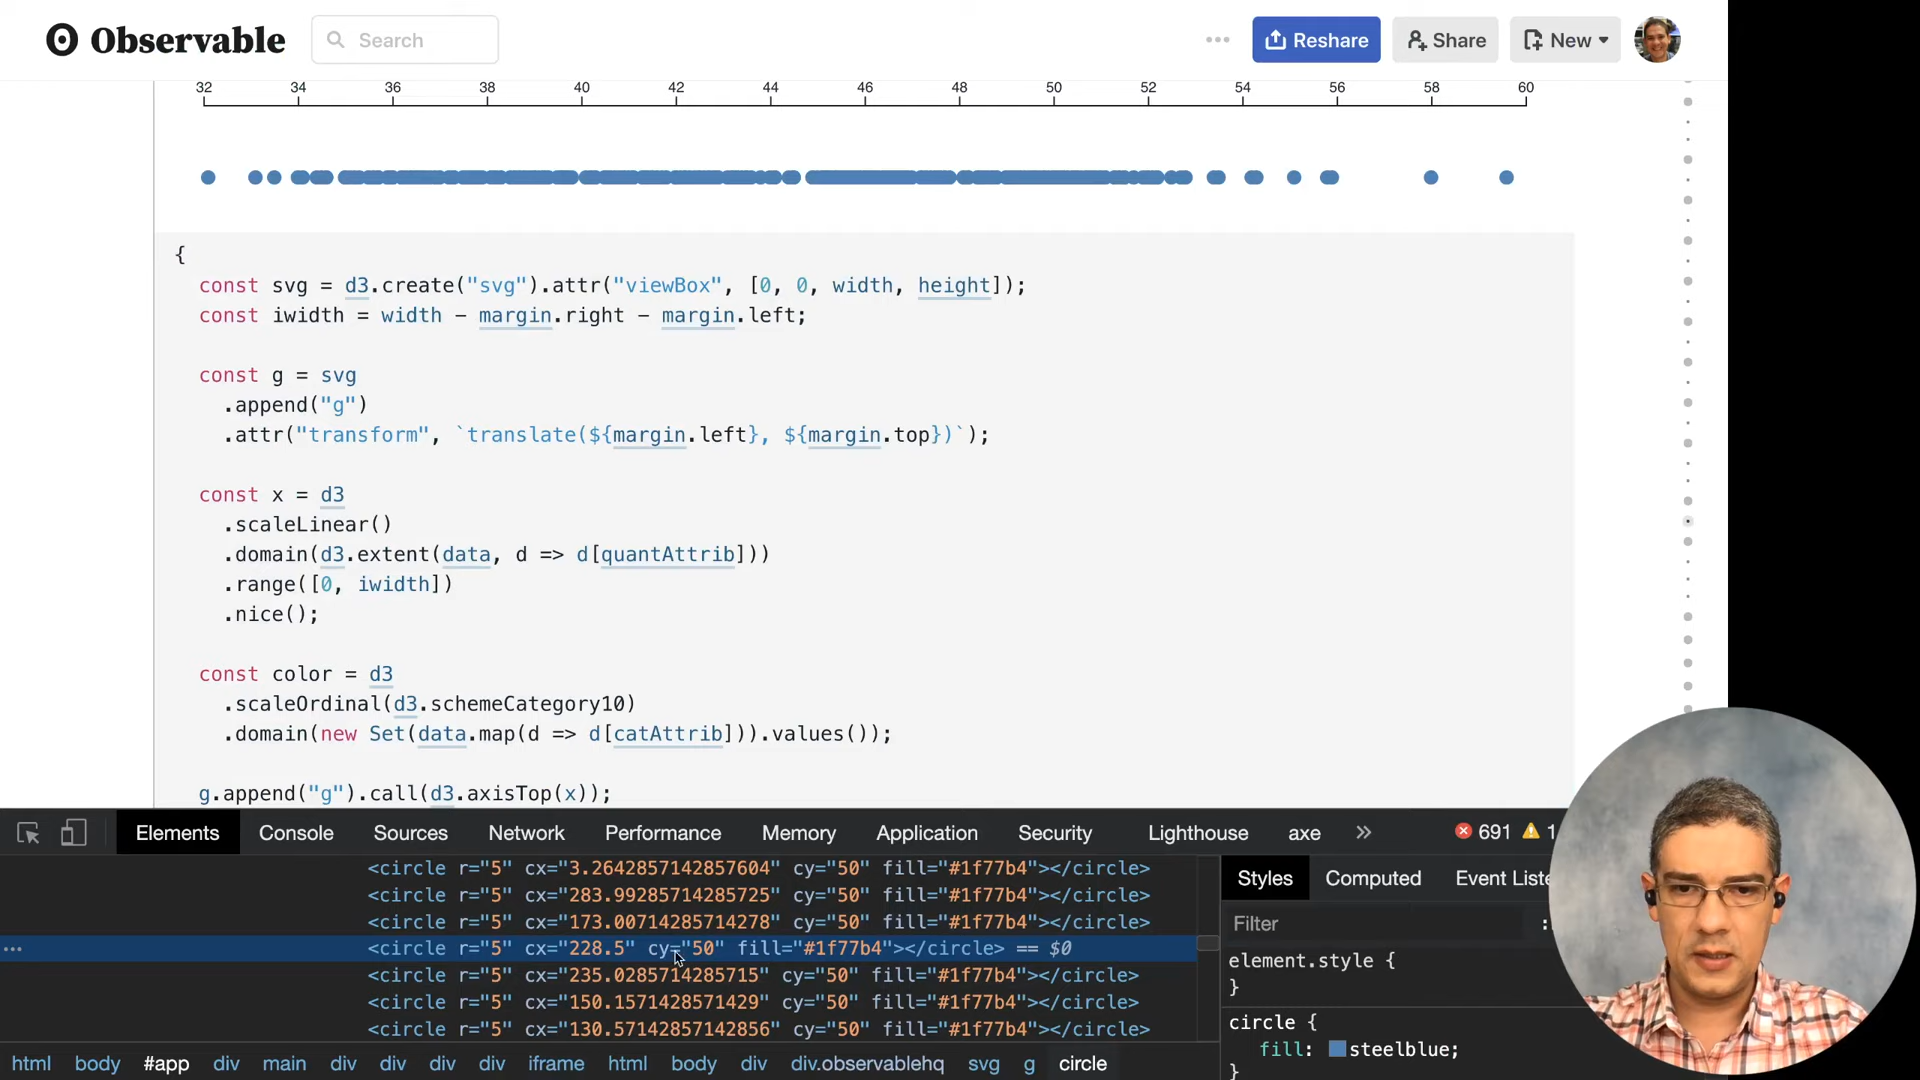 Observable
Search
Reshare
Share
New
32 34 36 38 40 42 44 46 48 50 52 54 56 58 60
{
const svg = d3.create("svg").attr("viewBox", [0, 0, width, height]);
const iwidth = width - margin.right - margin.left;
const g = svg
.append("g")
.attr("transform", `translate(${margin.left}, ${margin.top})`);
const x = d3
.scaleLinear()
.domain(d3.extent(data, d => d[quantAttrib]))
.range([0, iwidth])
.nice();
const color = d3
.scaleOrdinal(d3.schemeCategory10)
.domain(new Set(data.map(d => d[catAttrib])).values());
g.append("g").call(d3.axisTop(x));
Elements Console Sources Network Performance Memory Application Security Lighthouse axe » 691 1
<circle r="5" cx="3.2642857142857604" cy="50" fill="#1f77b4"></circle>
<circle r="5" cx="283.99285714285725" cy="50" fill="#1f77b4"></circle>
<circle r="5" cx="173.00714285714278" cy="50" fill="#1f77b4"></circle>
<circle r="5" cx="228.5" cy="50" fill="#1f77b4"></circle> == $0
<circle r="5" cx="235.0285714285715" cy="50" fill="#1f77b4"></circle>
<circle r="5" cx="150.1571428571429" cy="50" fill="#1f77b4"></circle>
<circle r="5" cx="130.57142857142856" cy="50" fill="#1f77b4"></circle>
html body #app div main div div div div iframe html body div div.observablehq svg g circle
Styles Computed Event Liste
Filter :
element.style {
}
circle {
fill: steelblue;
}